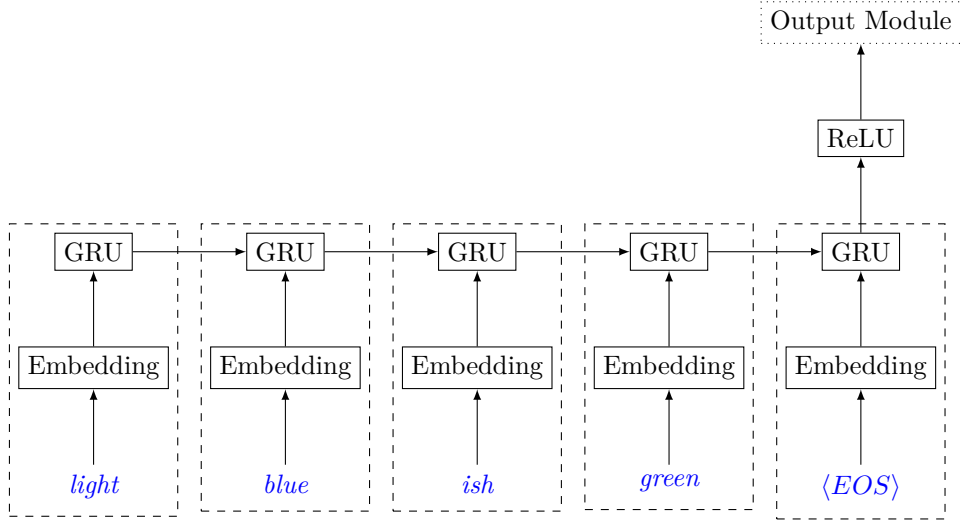 Output Module
ReLU
GRU GRU GRU GRU GRU
Embedding Embedding Embedding Embedding Embedding
light blue ish green ⟨EOS⟩